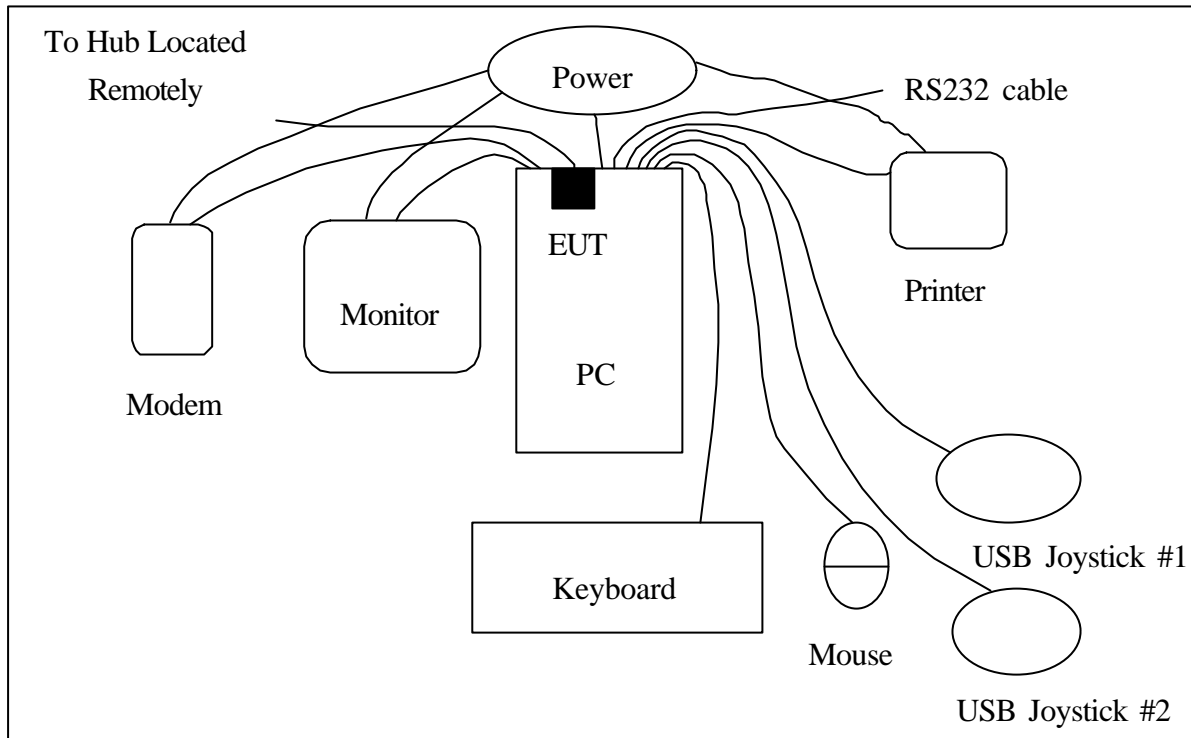 To Hub Located
Remotely
Power
RS232 cable
EUT
Printer
Monitor
PC
Modem
USB Joystick #1
Keyboard
Mouse
USB Joystick #2